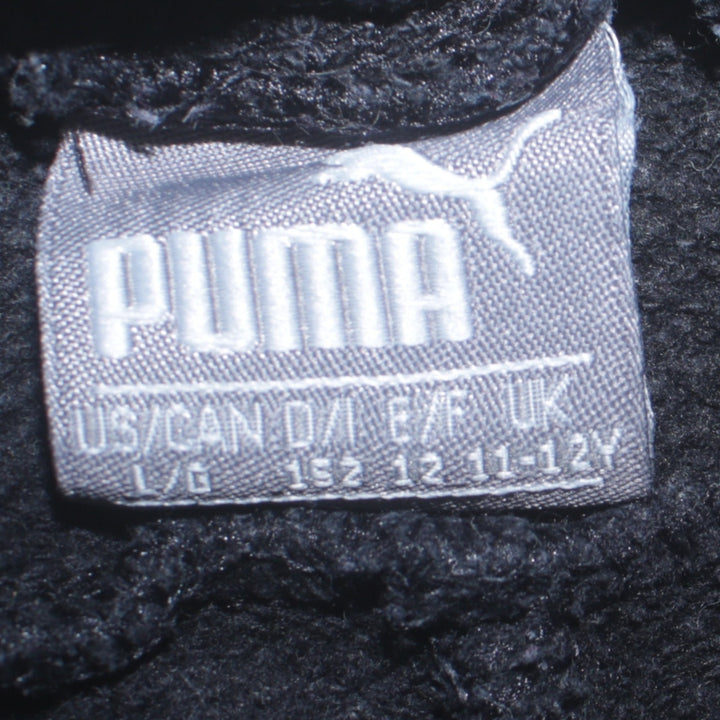 PUMA
US/CAN D/I E/F UK
L/G 152 12 11-12Y